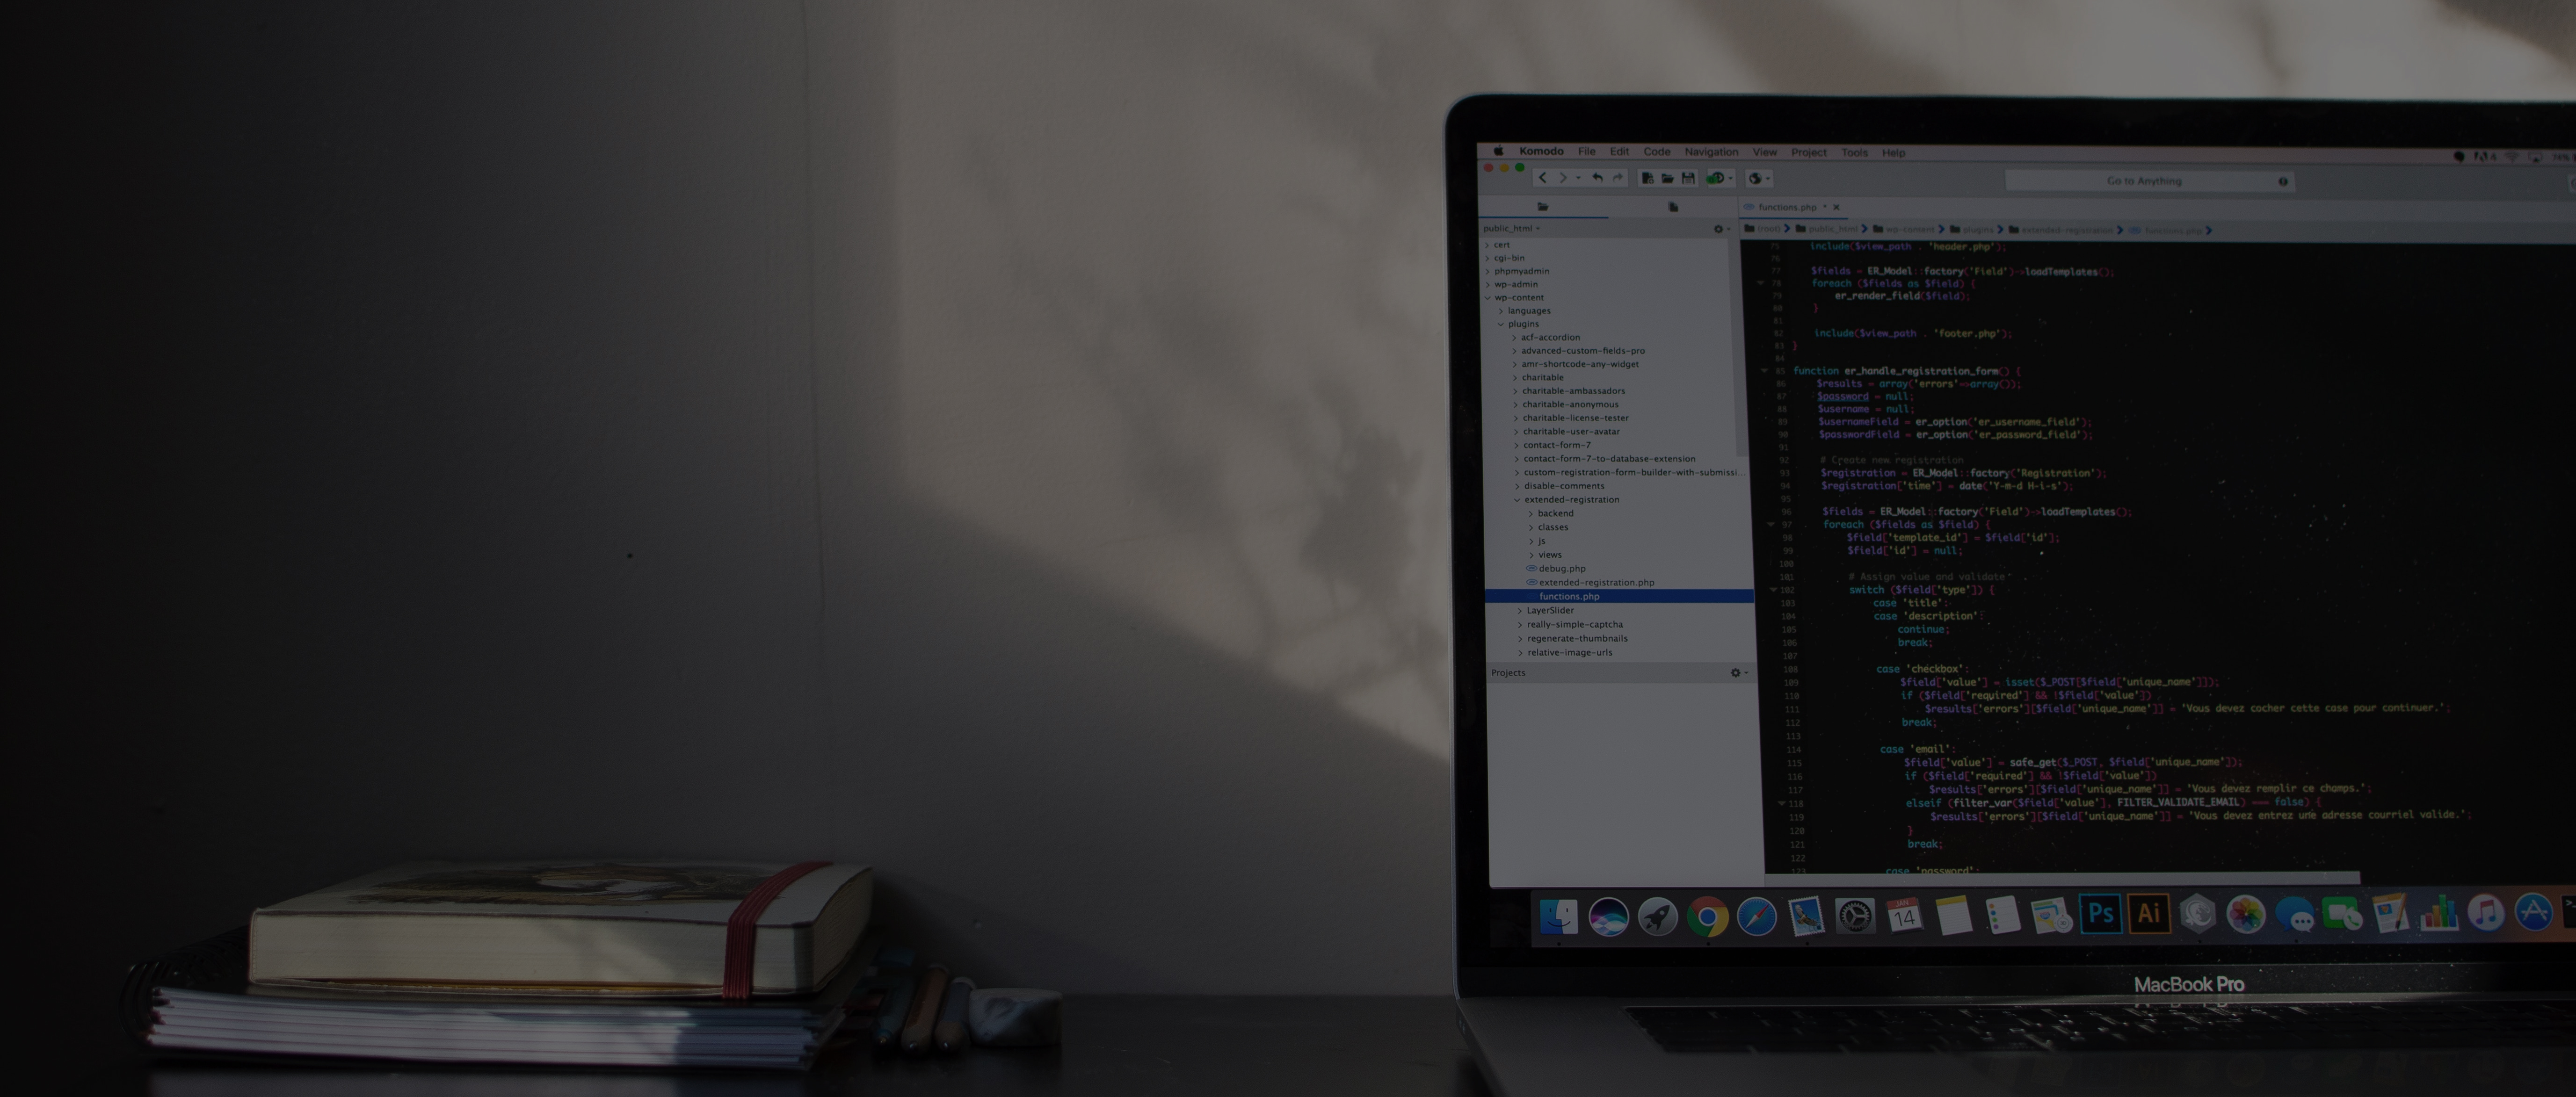 Komodo File Edit Code Navigation View Project Tools Help
Go to Anything
functions.php * ×
public_html
(root) public_html wp-content plugins extended-registration functions.php
cert
cgi-bin
phpmyadmin
wp-admin
wp-content
languages
plugins
acf-accordion
advanced-custom-fields-pro
amr-shortcode-any-widget
charitable
charitable-ambassadors
charitable-anonymous
charitable-license-tester
charitable-user-avatar
contact-form-7
contact-form-7-to-database-extension
custom-registration-form-builder-with-submissi...
disable-comments
extended-registration
backend
classes
js
views
debug.php
extended-registration.php
functions.php
LayerSlider
really-simple-captcha
regenerate-thumbnails
relative-image-urls
Projects
75 include($view_path . 'header.php');
76
77 $fields = ER_Model::factory('Field')->loadTemplates();
78 foreach ($fields as $field) {
79 er_render_field($field);
80 }
81
82 include($view_path . 'footer.php');
83 }
84
85 function er_handle_registration_form() {
86 $results = array('errors'=>array());
87 $password = null;
88 $username = null;
89 $usernameField = er_option('er_username_field');
90 $passwordField = er_option('er_password_field');
91
92 # Create new registration
93 $registration = ER_Model::factory('Registration');
94 $registration['time'] = date('Y-m-d H-i-s');
95
96 $fields = ER_Model::factory('Field')->loadTemplates();
97 foreach ($fields as $field) {
98 $field['template_id'] = $field['id'];
99 $field['id'] = null;
100
101 # Assign value and validate
102 switch ($field['type']) {
103 case 'title':
104 case 'description':
105 continue;
106 break;
107
108 case 'checkbox':
109 $field['value'] = isset($_POST[$field['unique_name']]);
110 if ($field['required'] && !$field['value'])
111 $results['errors'][$field['unique_name']] = 'Vous devez cocher cette case pour continuer.';
112 break;
113
114 case 'email':
115 $field['value'] = safe_get($_POST, $field['unique_name']);
116 if ($field['required'] && !$field['value'])
117 $results['errors'][$field['unique_name']] = 'Vous devez remplir ce champs.';
118 elseif (filter_var($field['value'], FILTER_VALIDATE_EMAIL) === false) {
119 $results['errors'][$field['unique_name']] = 'Vous devez entrez une adresse courriel valide.';
120 }
121 break;
122
123 case 'password':
JAN
14
Ps
Ai
MacBook Pro